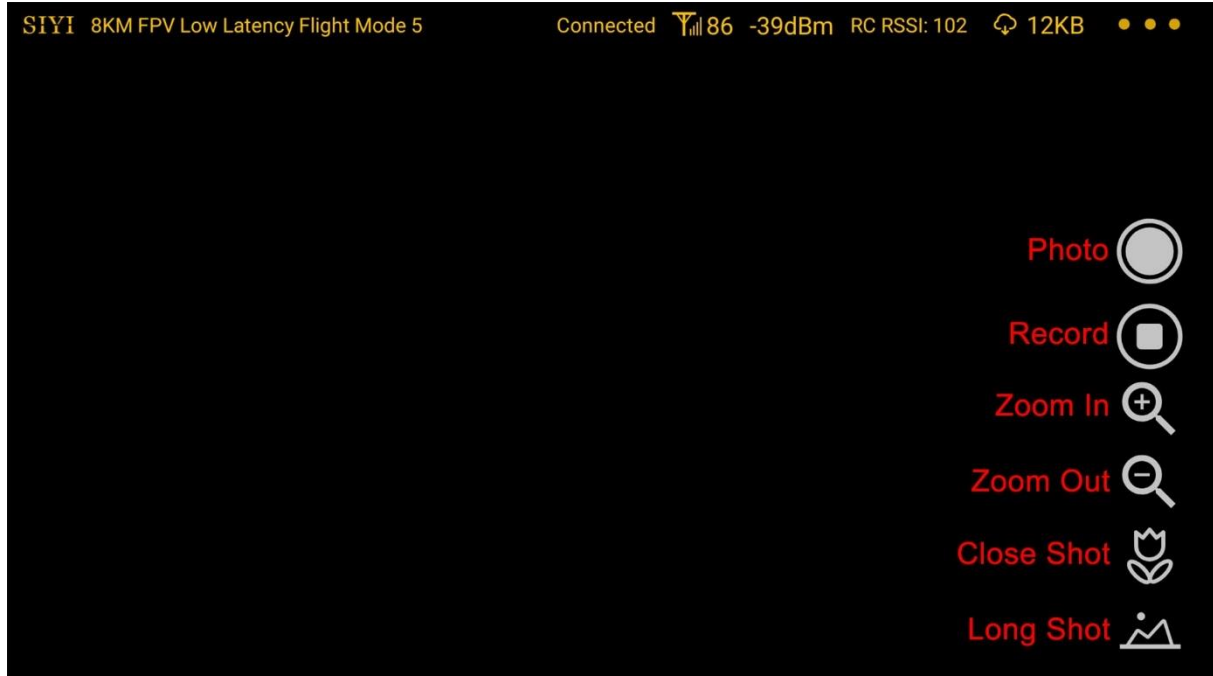 SIYI 8KM FPV Low Latency Flight Mode 5 Connected 86 -39dBm RC RSSI: 102 12KB
Photo
Record
Zoom In
Zoom Out
Close Shot
Long Shot